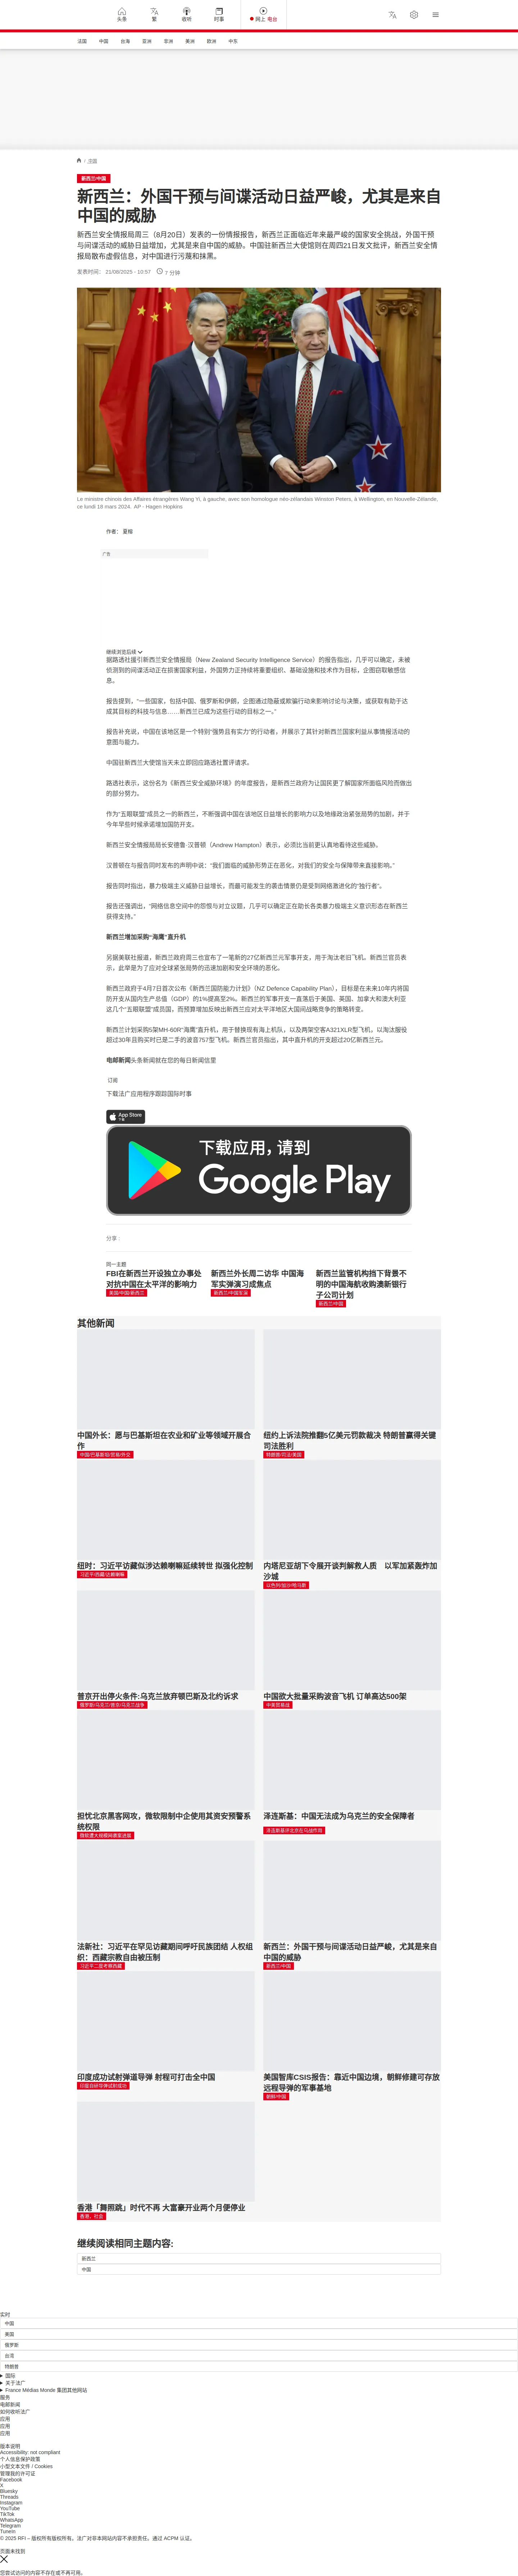 头条
繁
收听
时事
网上 电台
法国
中国
台海
亚洲
非洲
美洲
欧洲
中东
/ 中国
新西兰/中国
新西兰：外国干预与间谍活动日益严峻，尤其是来自
中国的威胁
新西兰安全情报局周三（8月20日）发表的一份情报报告，新西兰正面临近年来最严峻的国家安全挑战，外国干预
与间谍活动的威胁日益增加，尤其是来自中国的威胁。中国驻新西兰大使馆则在周四21日发文批评，新西兰安全情
报局散布虚假信息，对中国进行污蔑和抹黑。
发表时间： 21/08/2025 - 10:57 7 分钟
Le ministre chinois des Affaires étrangères Wang Yi, à gauche, avec son homologue néo-zélandais Winston Peters, à Wellington, en Nouvelle-Zélande,
ce lundi 18 mars 2024. AP - Hagen Hopkins
作者： 夏榕
广告
继续浏览后续
据路透社援引新西兰安全情报局（New Zealand Security Intelligence Service）的报告指出，几乎可以确定，未被
侦测到的间谍活动正在损害国家利益，外国势力正持续将重要组织、基础设施和技术作为目标，企图窃取敏感信
息。
报告提到，“一些国家，包括中国、俄罗斯和伊朗，企图通过隐蔽或欺骗行动来影响讨论与决策，或获取有助于达
成其目标的科技与信息……新西兰已成为这些行动的目标之一。”
报告补充说，中国在该地区是一个特别“强势且有实力”的行动者，并展示了其针对新西兰国家利益从事情报活动的
意图与能力。
中国驻新西兰大使馆当天未立即回应路透社置评请求。
路透社表示，这份名为《新西兰安全威胁环境》的年度报告，是新西兰政府为让国民更了解国家所面临风险而做出
的部分努力。
作为“五眼联盟”成员之一的新西兰，不断强调中国在该地区日益增长的影响力以及地缘政治紧张局势的加剧，并于
今年早些时候承诺增加国防开支。
新西兰安全情报局局长安德鲁·汉普顿（Andrew Hampton）表示，必须比当前更认真地看待这些威胁。
汉普顿在与报告同时发布的声明中说：“我们面临的威胁形势正在恶化，对我们的安全与保障带来直接影响。”
报告同时指出，暴力极端主义威胁日益增长，而最可能发生的袭击情景仍是受到网络激进化的“独行者”。
报告还强调出，“网络信息空间中的怨恨与对立议题，几乎可以确定正在助长各类暴力极端主义意识形态在新西兰
获得支持。”
新西兰增加采购“海鹰”直升机
另据美联社报道，新西兰政府周三也宣布了一笔新的27亿新西兰元军事开支，用于淘汰老旧飞机。新西兰官员表
示，此举是为了应对全球紧张局势的迅速加剧和安全环境的恶化。
新西兰政府于4月7日首次公布《新西兰国防能力计划》（NZ Defence Capability Plan），目标是在未来10年内将国
防开支从国内生产总值（GDP）的1%提高至2%。新西兰的军事开支一直落后于美国、英国、加拿大和澳大利亚
这几个“五眼联盟”成员国，而预算增加反映出新西兰应对太平洋地区大国间战略竞争的策略转变。
新西兰计划采购5架MH-60R“海鹰”直升机，用于替换现有海上机队，以及两架空客A321XLR型飞机，以淘汰服役
超过30年且购买时已是二手的波音757型飞机。新西兰官员指出，其中直升机的开支超过20亿新西兰元。
电邮新闻头条新闻就在您的每日新闻信里
订阅
下载法广应用程序跟踪国际时事
App Store
下载
下载应用，请到
Google Play
分享 :
同一主题
FBI在新西兰开设独立办事处
对抗中国在太平洋的影响力
美国/中国/新西兰
新西兰外长周二访华 中国海
军实弹演习成焦点
新西兰/中国军演
新西兰监管机构挡下背景不
明的中国海航收购澳新银行
子公司计划
新西兰/中国
其他新闻
中国外长：愿与巴基斯坦在农业和矿业等领域开展合
作
中国/巴基斯坦/贸易/外交
纽约上诉法院推翻5亿美元罚款裁决 特朗普赢得关键
司法胜利
特朗普/司法/美国
纽时：习近平访藏似涉达赖喇嘛延续转世 拟强化控制
习近平/西藏/达赖喇嘛
内塔尼亚胡下令展开谈判解救人质 以军加紧轰炸加
沙城
以色列/加沙/哈马斯
普京开出停火条件:乌克兰放弃顿巴斯及北约诉求
俄罗斯/乌克兰/普京/乌克兰战争
中国欲大批量采购波音飞机 订单高达500架
中美贸易战
担忧北京黑客网攻，微软限制中企使用其资安预警系
统权限
微软遭大规模网袭案进展
泽连斯基：中国无法成为乌克兰的安全保障者
泽连斯基评北京在乌战作用
法新社：习近平在罕见访藏期间呼吁民族团结 人权组
织：西藏宗教自由被压制
习近平二度考察西藏
新西兰：外国干预与间谍活动日益严峻，尤其是来自
中国的威胁
新西兰/中国
印度成功试射弹道导弹 射程可打击全中国
印度自研导弹试射成功
美国智库CSIS报告：靠近中国边境，朝鲜修建可存放
远程导弹的军事基地
朝鲜/中国
香港「舞照跳」时代不再 大富豪开业两个月便停业
香港、社会
继续阅读相同主题内容:
新西兰
中国
实时
中国
美国
俄罗斯
台湾
特朗普
国际
关于法广
France Médias Monde 集团其他网站
服务
电邮新闻
如何收听法广
应用
应用
应用
版本说明
Accessibility: not compliant
个人信息保护政策
小型文本文件 / Cookies
管理我的许可证
Facebook
X
Bluesky
Threads
Instagram
YouTube
TikTok
WhatsApp
Telegram
TuneIn
© 2025 RFI – 版权所有版权所有。法广对非本网站内容不承担责任。通过 ACPM 认证。
页面未找到
您尝试访问的内容不存在或不再可用。